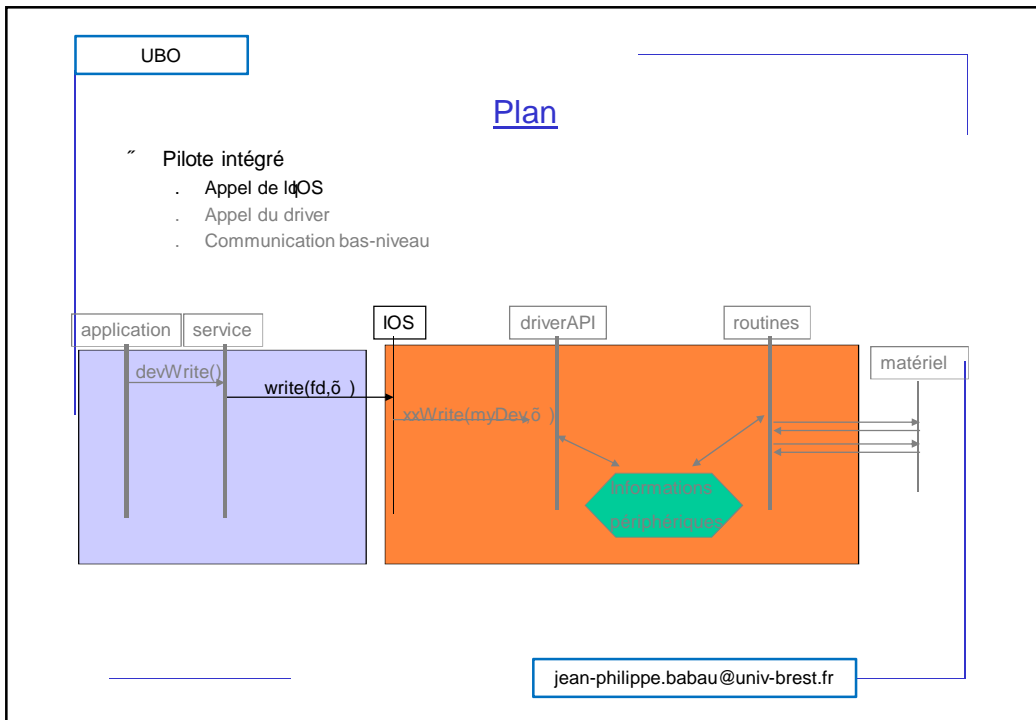 UBO
Plan
˝ Pilote intégré
. Appel de lqIOS
. Appel du driver
. Communication bas-niveau
application
service
IOS
driverAPI
routines
matériel
devWrite()
write(fd,õ )
xxWrite(myDev,õ )
Informations
périphériques
jean-philippe.babau@univ-brest.fr